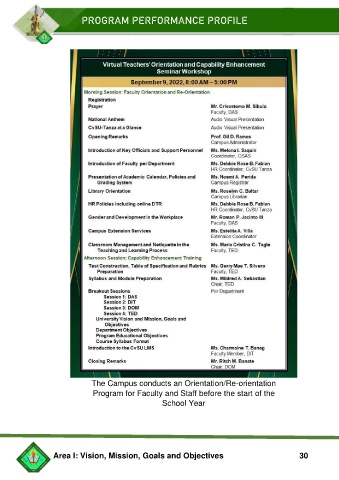 PROGRAM PERFORMANCE PROFILE
Virtual Teachers' Orientation and Capability Enhancement
Seminar Workshop
September 9, 2022, 8:00 AM – 5:00 PM
Morning Session: Faculty Orientation and Re-Orientation
Registration
Prayer Mr. Crisostomo M. Sibulo
Faculty, DAS
National Anthem Audio Visual Presentation
CvSU-Tanza at a Glance Audio Visual Presentation
Opening Remarks Prof. Gil D. Ramos
Campus Administrator
Introduction of Key Officials and Support Personnel Ms. Melona I. Saquin
Coordinator, OSAS
Introduction of Faculty per Department Ms. Debbie Rose B. Fabian
HR Coordinator, CvSU Tanza
Presentation of Academic Calendar, Policies and Ms. Noemi A. Perida
Grading System Campus Registrar
Library Orientation Ms. Roselyn C. Baltar
Campus Librarian
HR Policies including online DTR Ms. Debbie Rose B. Fabian
HR Coordinator, CvSU Tanza
Gender and Development in the Workplace Mr. Roman P. Jacinto III
Faculty, DAS
Campus Extension Services Ms. Estelita A. Villa
Extension Coordinator
Classroom Management and Netiquette in the Ms. Maria Cristina C. Tagle
Teaching and Learning Process Faculty, TED
Afternoon Session: Capability Enhancement Training
Test Construction, Table of Specification and Rubrics Ms. Gerry Mae T. Silvero
Preparation Faculty, TED
Syllabus and Module Preparation Ms. Mildred A. Sebastian
Chair, TED
Breakout Sessions Per Department
Session 1: DAS
Session 2: DIT
Session 3: DOM
Session 4: TED
University Vision and Mission, Goals and
Objectives
Department Objectives
Program Educational Objectives
Course Syllabus Format
Introduction to the CvSU LMS Ms. Charmaine T. Banag
Faculty Member, DIT
Closing Remarks Mr. Ritch M. Banate
Chair, DOM
The Campus conducts an Orientation/Re-orientation
Program for Faculty and Staff before the start of the
School Year
Area I: Vision, Mission, Goals and Objectives 30